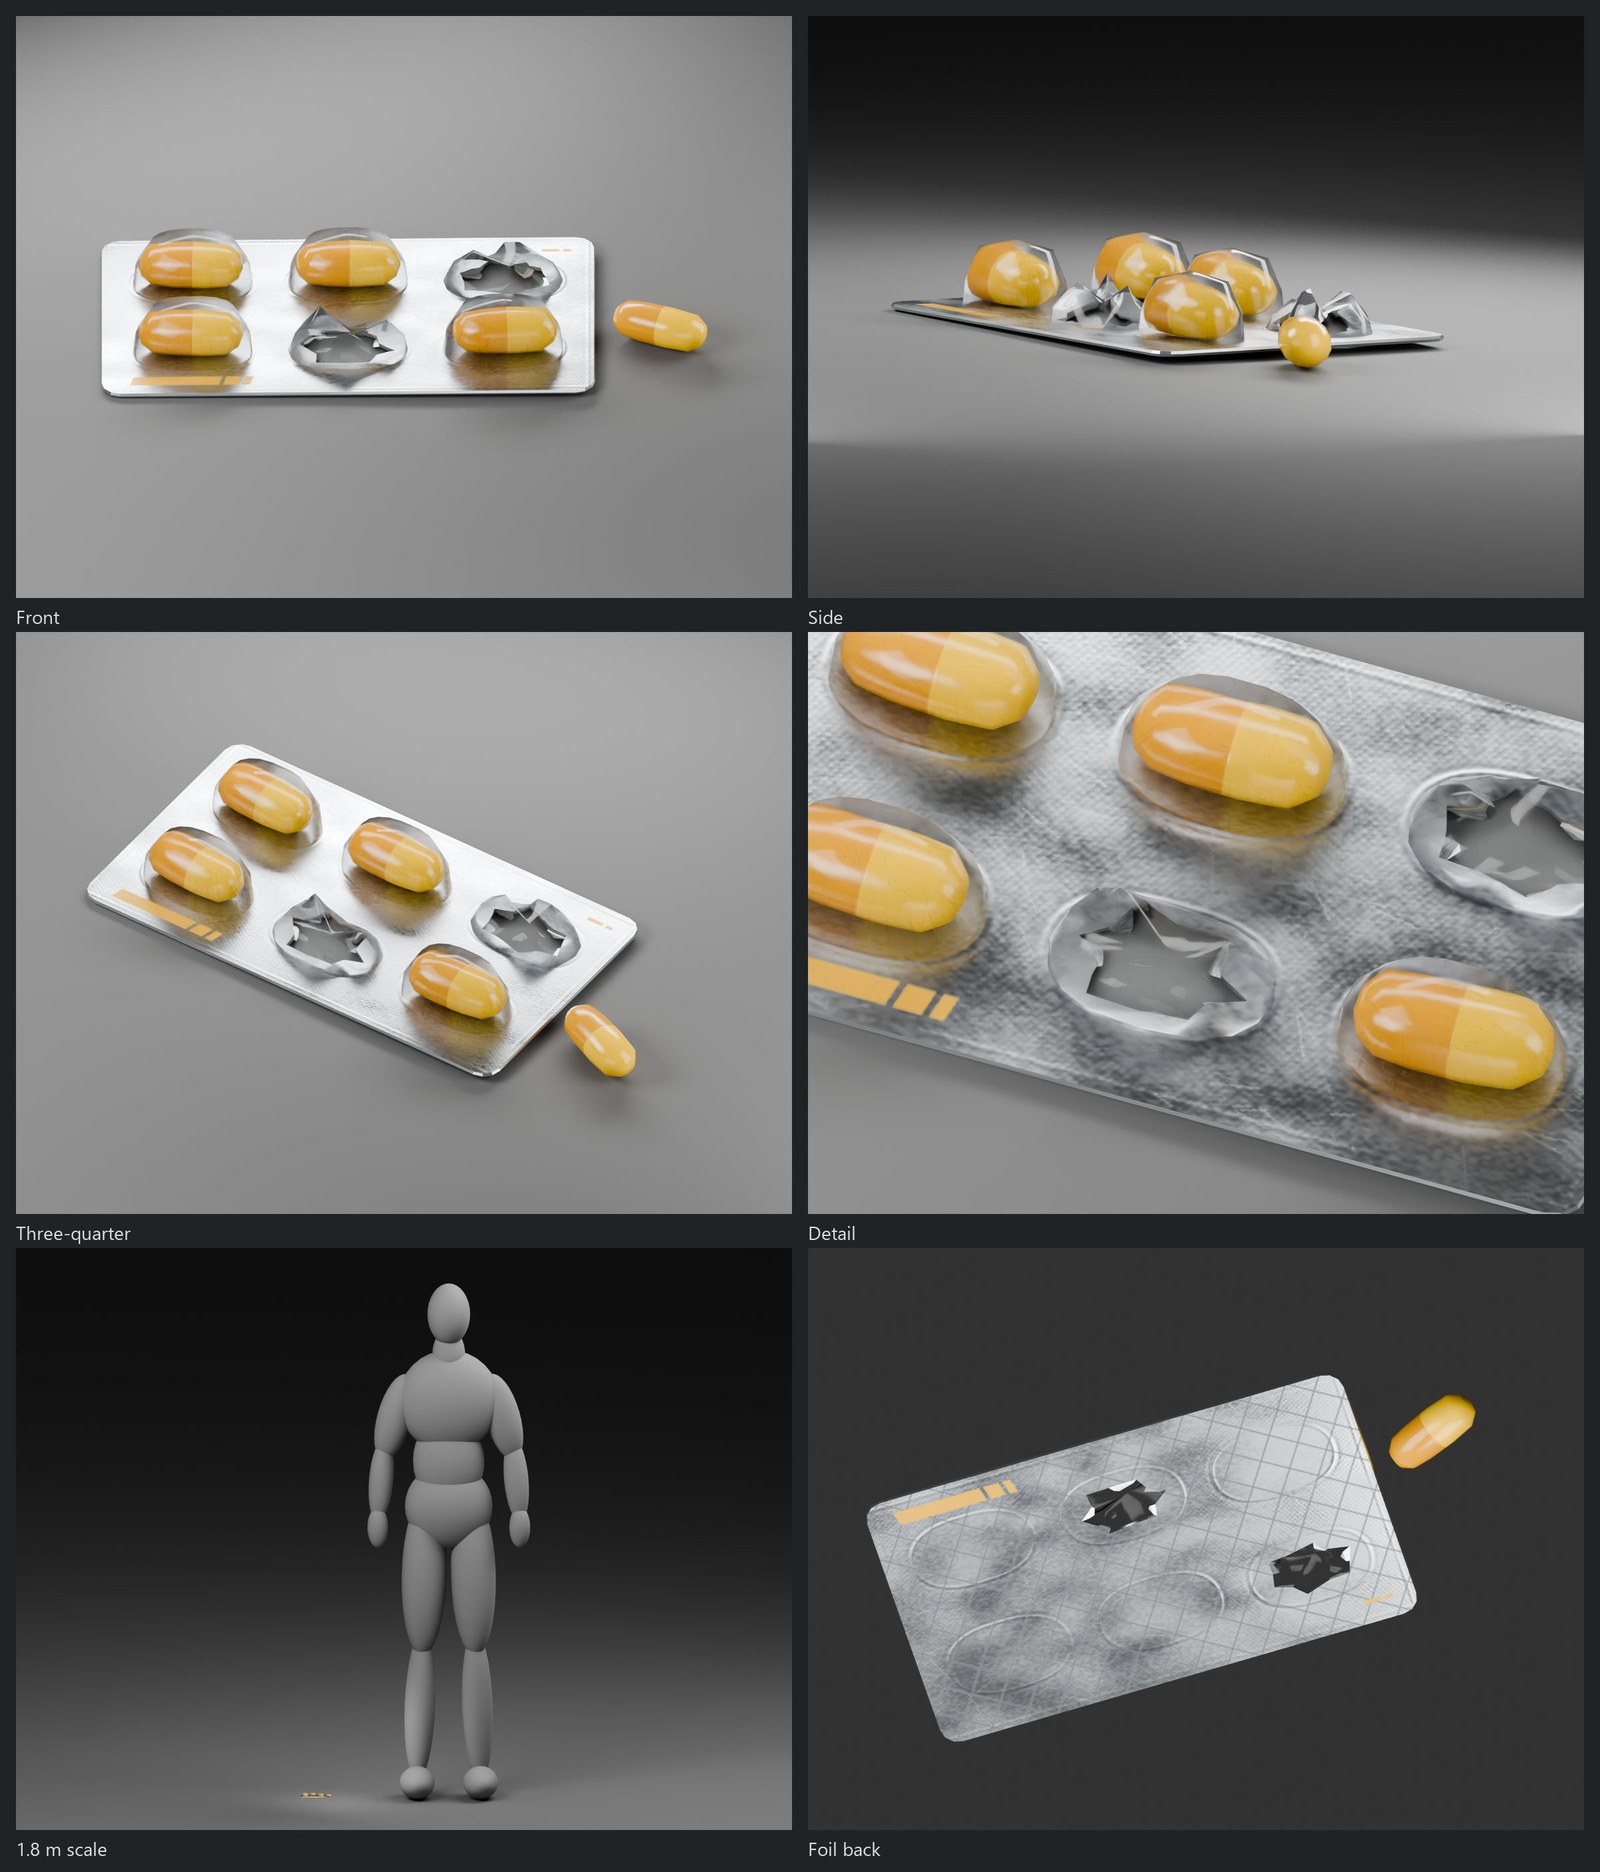 Front
Side
Three-quarter
Detail
1.8 m scale
Foil back